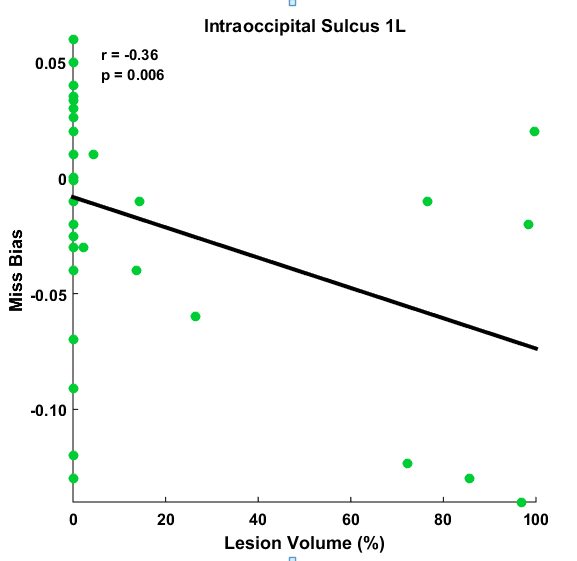 Intraoccipital Sulcus 1L
r = -0.36
p = 0.006
0.05
0
-0.05
-0.10
Miss Bias
0 20 40 60 80 100
Lesion Volume (%)